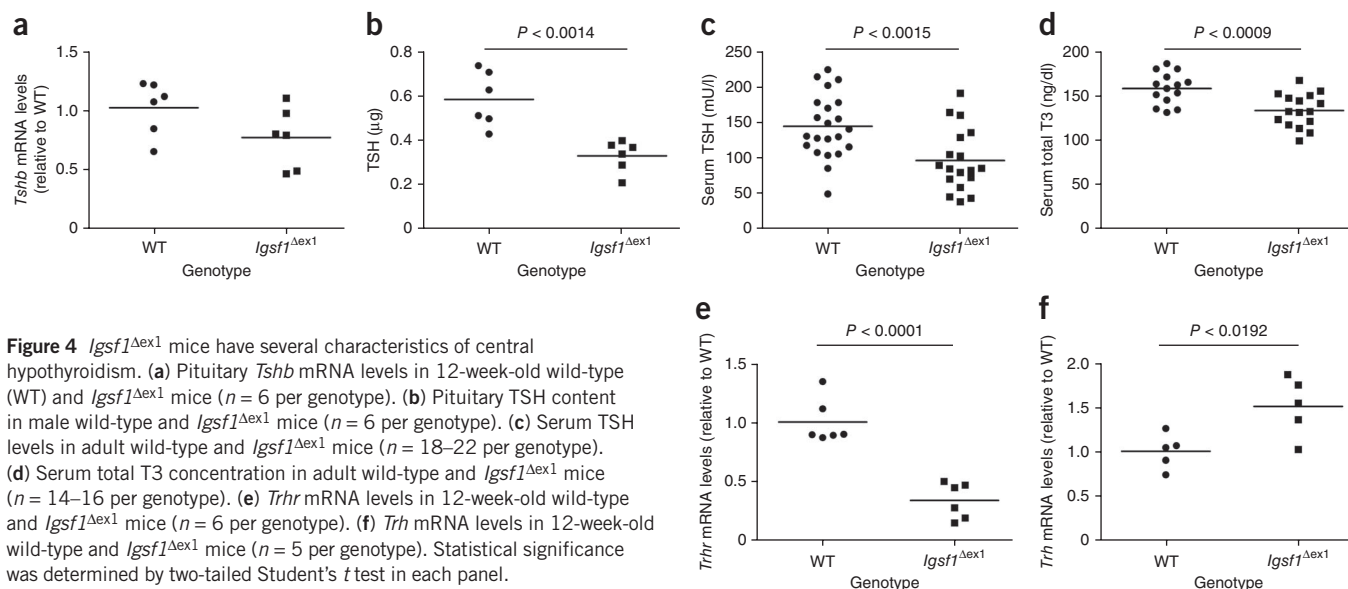 a
1.5
1.0
0.5
0
Tshb mRNA levels
(relative to WT)
WT
Igsf1Δex1
Genotype
b
P < 0.0014
0.8
0.6
0.4
0.2
0
TSH (µg)
WT
Igsf1Δex1
Genotype
c
P < 0.0015
250
200
150
100
50
0
Serum TSH (mU/l)
WT
Igsf1Δex1
Genotype
d
P < 0.0009
200
150
100
50
0
Serum total T3 (ng/dl)
WT
Igsf1Δex1
Genotype
Figure 4 Igsf1Δex1 mice have several characteristics of central
hypothyroidism. (a) Pituitary Tshb mRNA levels in 12-week-old wild-type
(WT) and Igsf1Δex1 mice (n = 6 per genotype). (b) Pituitary TSH content
in male wild-type and Igsf1Δex1 mice (n = 6 per genotype). (c) Serum TSH
levels in adult wild-type and Igsf1Δex1 mice (n = 18–22 per genotype).
(d) Serum total T3 concentration in adult wild-type and Igsf1Δex1 mice
(n = 14–16 per genotype). (e) Trhr mRNA levels in 12-week-old wild-type
and Igsf1Δex1 mice (n = 6 per genotype). (f) Trh mRNA levels in 12-week-old
wild-type and Igsf1Δex1 mice (n = 5 per genotype). Statistical significance
was determined by two-tailed Student's t test in each panel.
e
P < 0.0001
1.5
1.0
0.5
0
Trhr mRNA levels (relative to WT)
WT
Igsf1Δex1
Genotype
f
P < 0.0192
2.0
1.5
1.0
0.5
0
Trh mRNA levels (relative to WT)
WT
Igsf1Δex1
Genotype